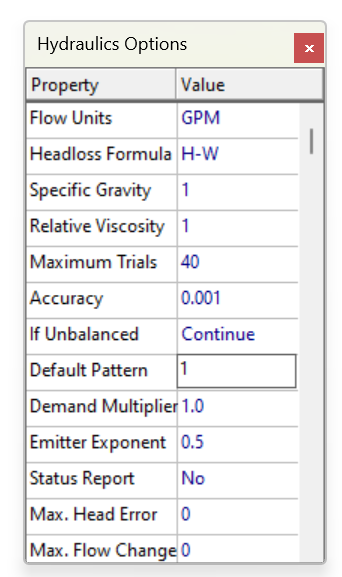 Hydraulics Options
x
Property Value
Flow Units GPM
Headloss Formula H-W
Specific Gravity 1
Relative Viscosity 1
Maximum Trials 40
Accuracy 0.001
If Unbalanced Continue
Default Pattern 1
Demand Multiplier 1.0
Emitter Exponent 0.5
Status Report No
Max. Head Error 0
Max. Flow Change 0